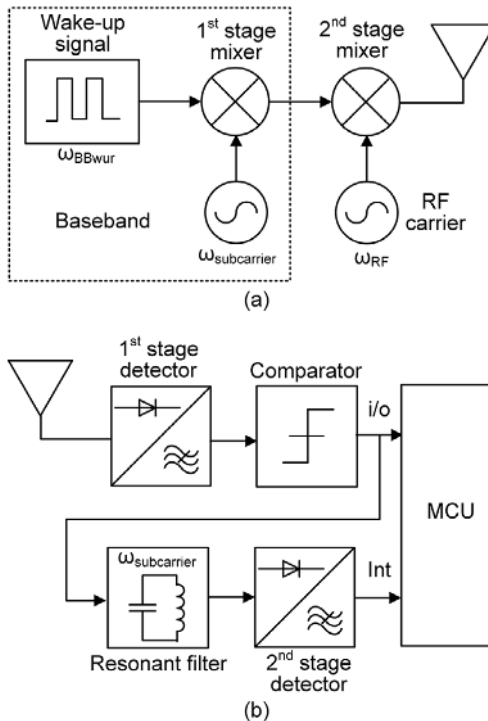 Wake-up
signal
1st stage
mixer
2nd stage
mixer
ωBBwur
Baseband
ωsubcarrier
RF
carrier
ωRF
(a)
1st stage
detector
Comparator
i/o
MCU
ωsubcarrier
Int
Resonant filter
2nd stage
detector
(b)